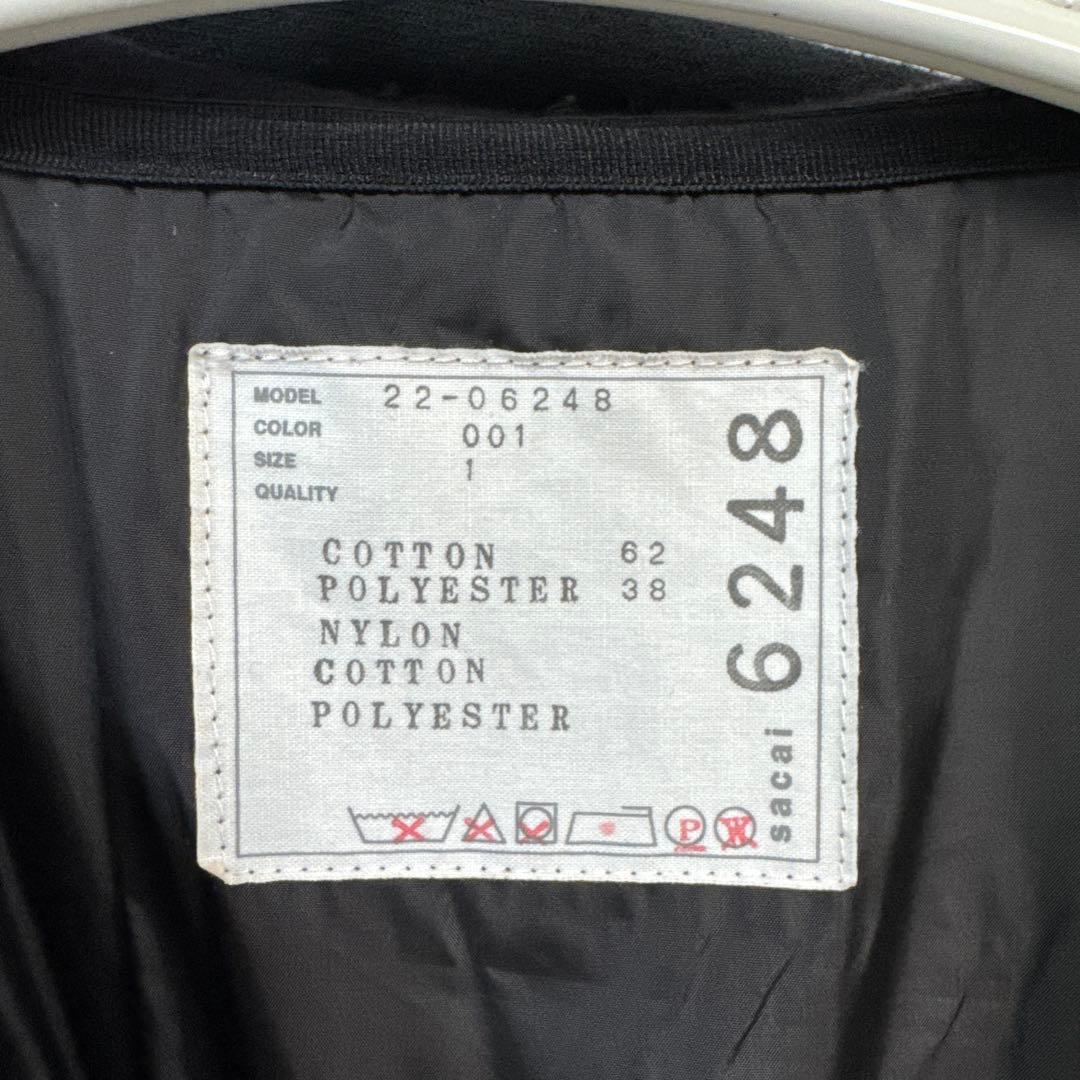 MODEL 22-06248
COLOR 001
SIZE 1
QUALITY
COTTON 62
POLYESTER 38
NYLON
COTTON
POLYESTER
P W
sacai 6248